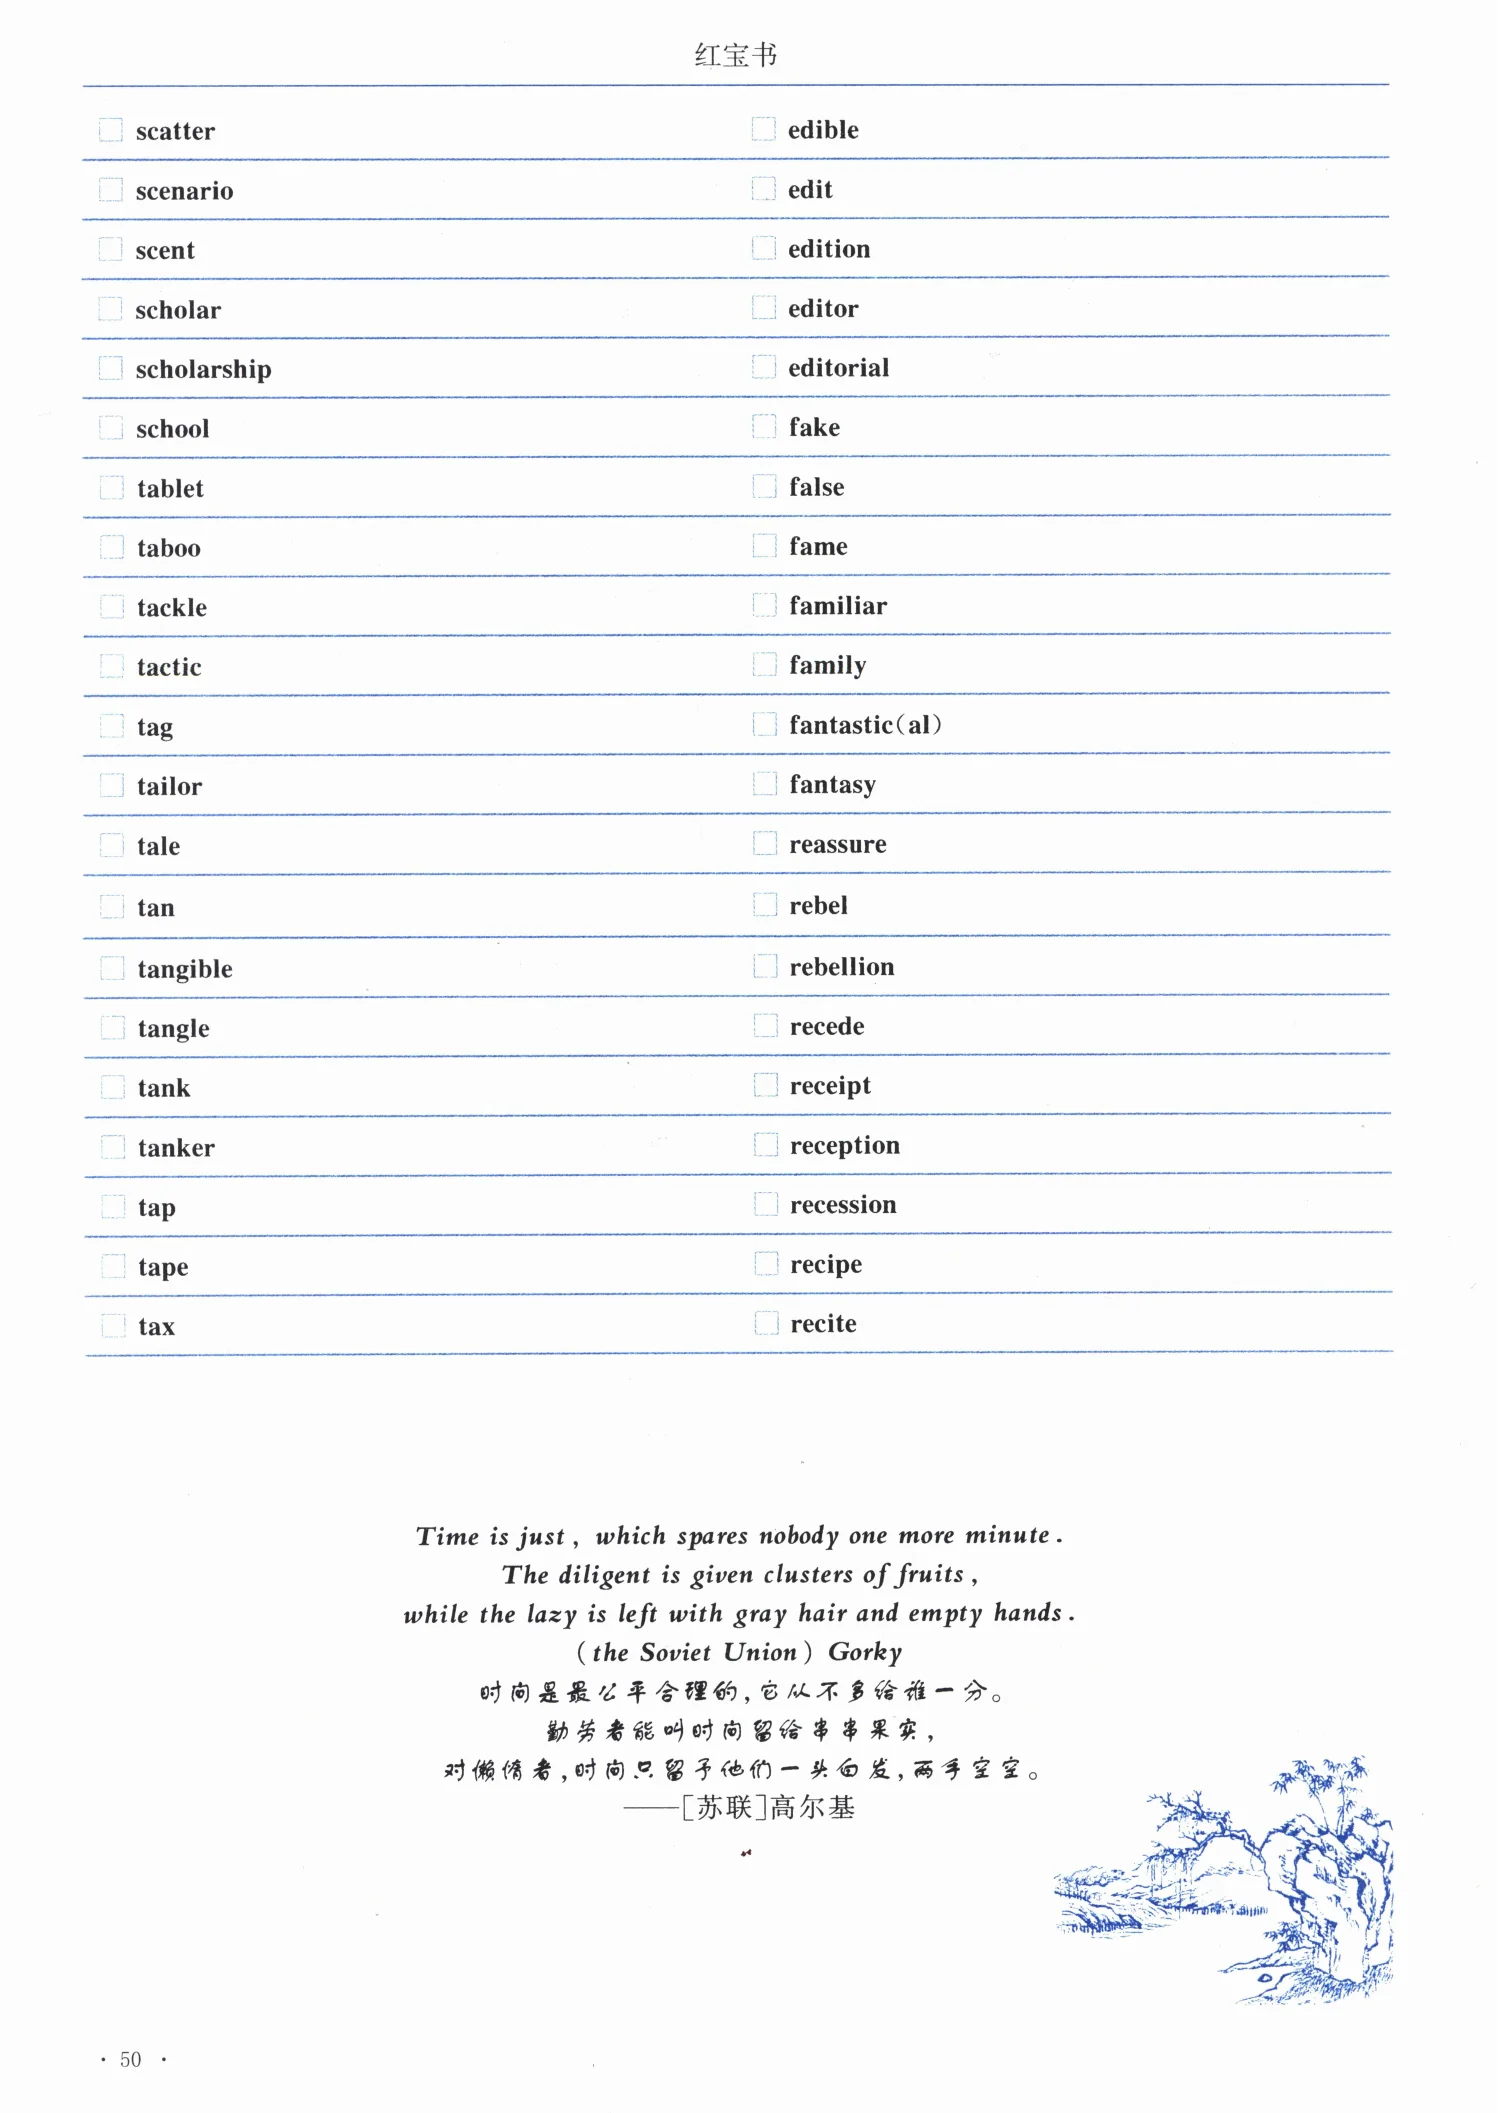 红宝书
scatter
scenario
scent
scholar
scholarship
school
tablet
taboo
tackle
tactic
tag
tailor
tale
tan
tangible
tangle
tank
tanker
tap
tape
tax
edible
edit
edition
editor
editorial
fake
false
fame
familiar
family
fantastic(al)
fantasy
reassure
rebel
rebellion
recede
receipt
reception
recession
recipe
recite
Time is just, which spares nobody one more minute.
The diligent is given clusters of fruits,
while the lazy is left with gray hair and empty hands.
(the Soviet Union) Gorky
时间是最公平合理的,它从不多给谁一分。
勤劳者能叫时间留给串串果实,
对懒惰者,时间只留予他们一头白发,两手空空。
——[苏联]高尔基
· 50 ·